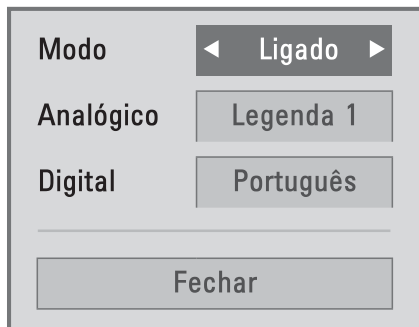 Modo ◀ Ligado ▶
Analógico Legenda 1
Digital Português
Fechar